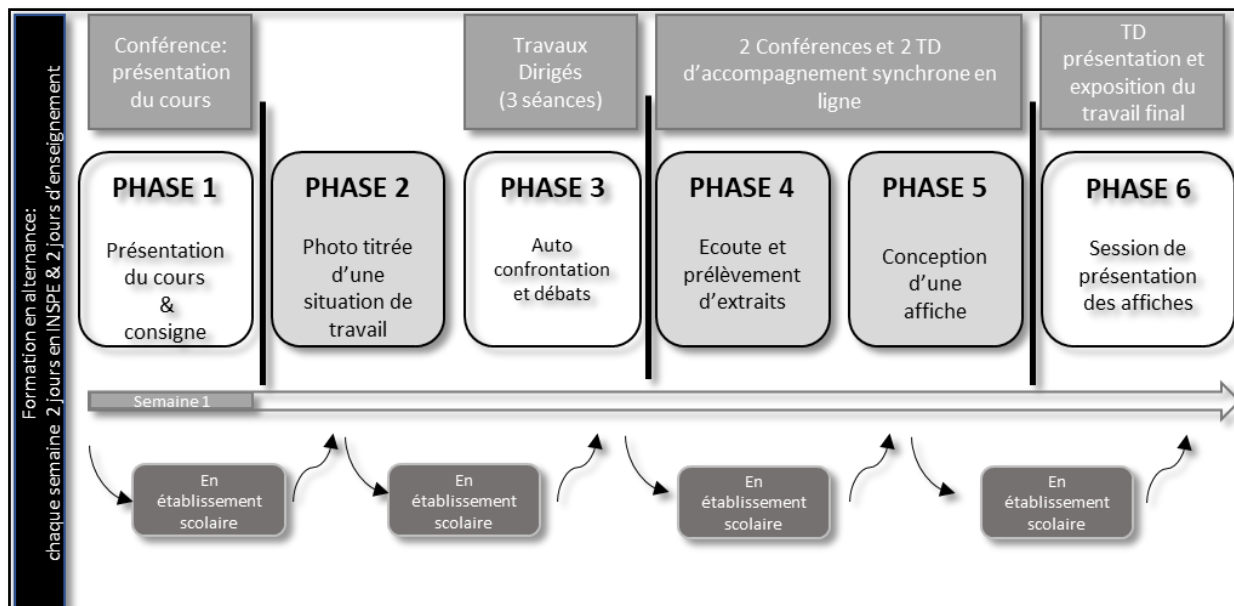 Formation en alternance:
chaque semaine 2 jours en INSPE & 2 jours d'enseignement
Conférence:
présentation
du cours
Travaux
Dirigés
(3 séances)
2 Conférences et 2 TD
d’accompagnement synchrone en
ligne
TD
présentation et
exposition du
travail final
PHASE 1
Présentation
du cours
&
consigne
PHASE 2
Photo titrée
d’une
situation de
travail
PHASE 3
Auto
confrontation
et débats
PHASE 4
Ecoute et
prélèvement
d’extraits
PHASE 5
Conception
d’une
affiche
PHASE 6
Session de
présentation
des affiches
Semaine 1
En
établissement
scolaire
En
établissement
scolaire
En
établissement
scolaire
En
établissement
scolaire